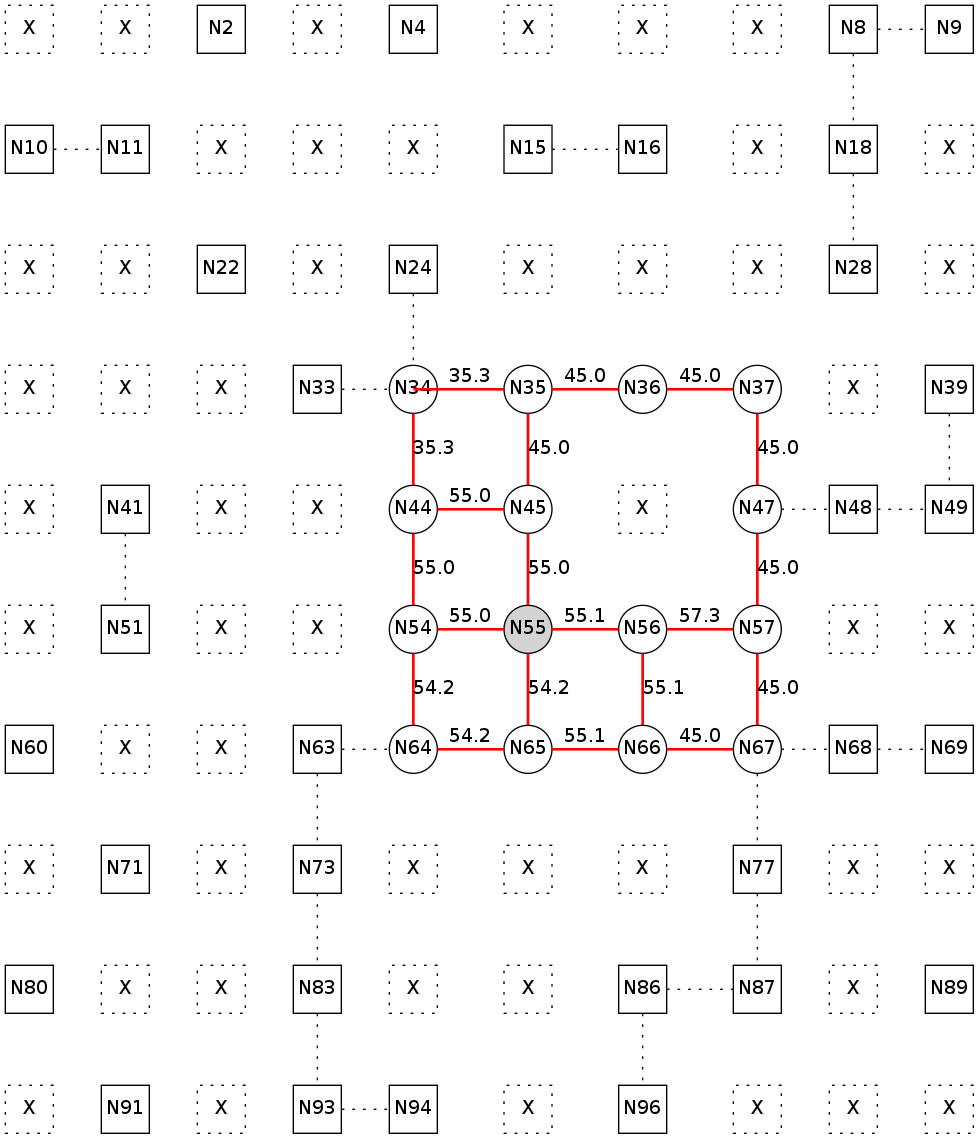 X X N2 X N4 X X X N8 N9
N10 N11 X X X N15 N16 X N18 X
X X N22 X N24 X X X N28 X
X X X N33 N34 35.3 N35 45.0 N36 45.0 N37 X N39
35.3 45.0 45.0
X N41 X X N44 55.0 N45 X N47 N48 N49
55.0 55.0 45.0
X N51 X X N54 55.0 N55 55.1 N56 57.3 N57 X X
54.2 54.2 55.1 45.0
N60 X X N63 N64 54.2 N65 55.1 N66 45.0 N67 N68 N69
X N71 X N73 X X X N77 X X
N80 X X N83 X X N86 N87 X N89
X N91 X N93 N94 X N96 X X X